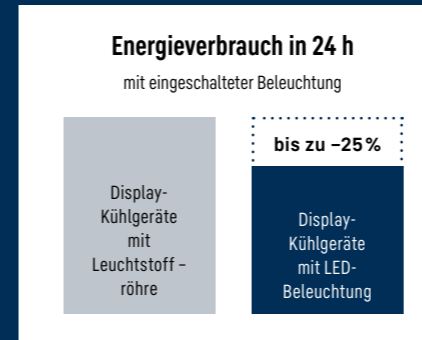 Energieverbrauch in 24 h
mit eingeschalteter Beleuchtung
Display-
Kühlgeräte
mit
Leuchtstoff –
röhre
bis zu –25 %
Display-
Kühlgeräte
mit LED-
Beleuchtung